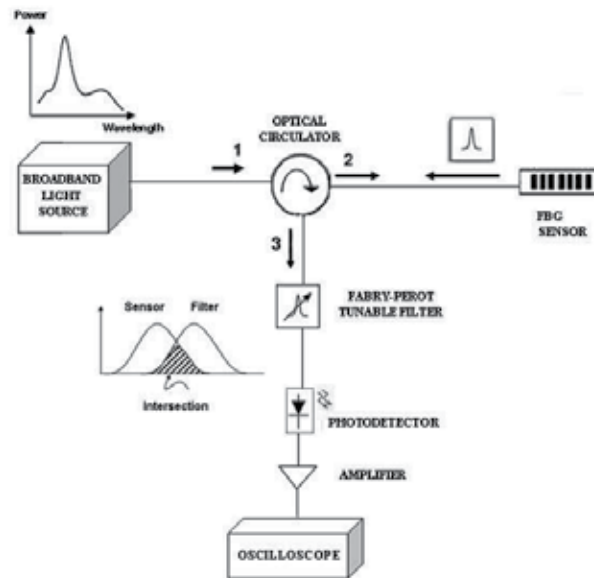 Power
Wavelength
OPTICAL
CIRCULATOR
1
2
BROADBAND
LIGHT
SOURCE
FBG
SENSOR
3
FABRY-PEROT
TUNABLE FILTER
Sensor
Filter
Intersection
PHOTODETECTOR
AMPLIFIER
OSCILLOSCOPE